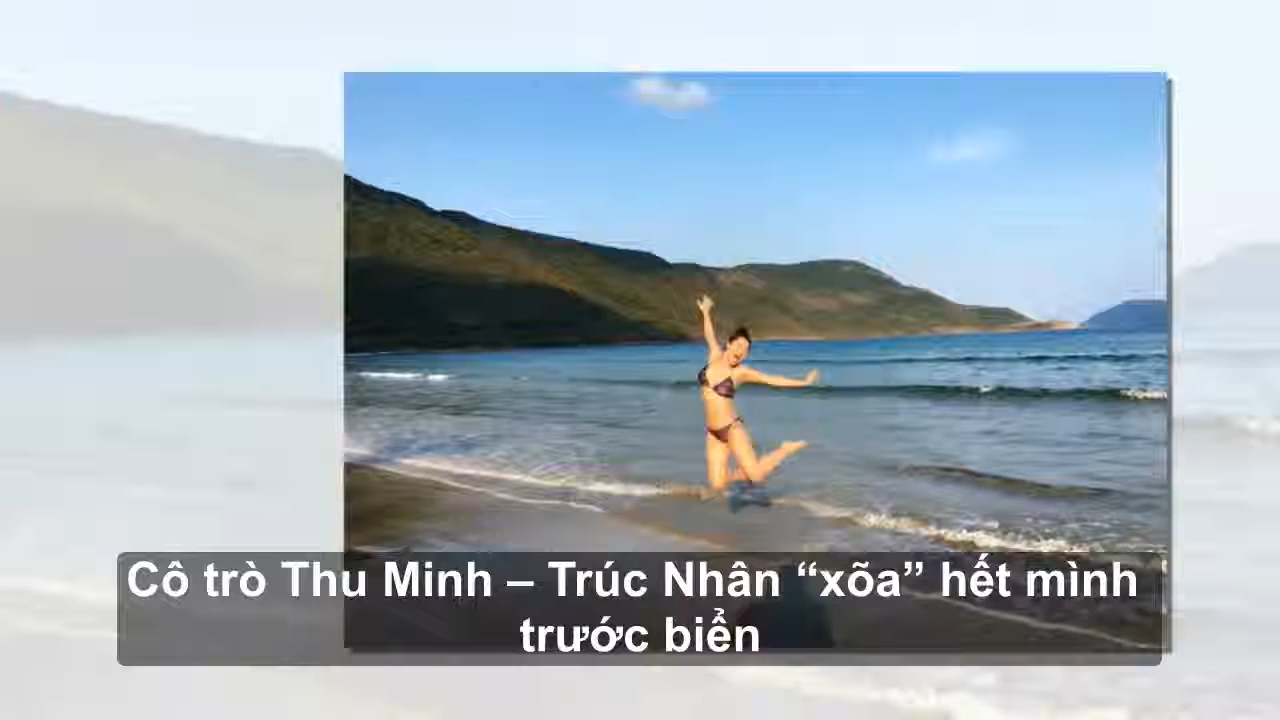 Cô trò Thu Minh – Trúc Nhân “xõa” hết mình
trước biển